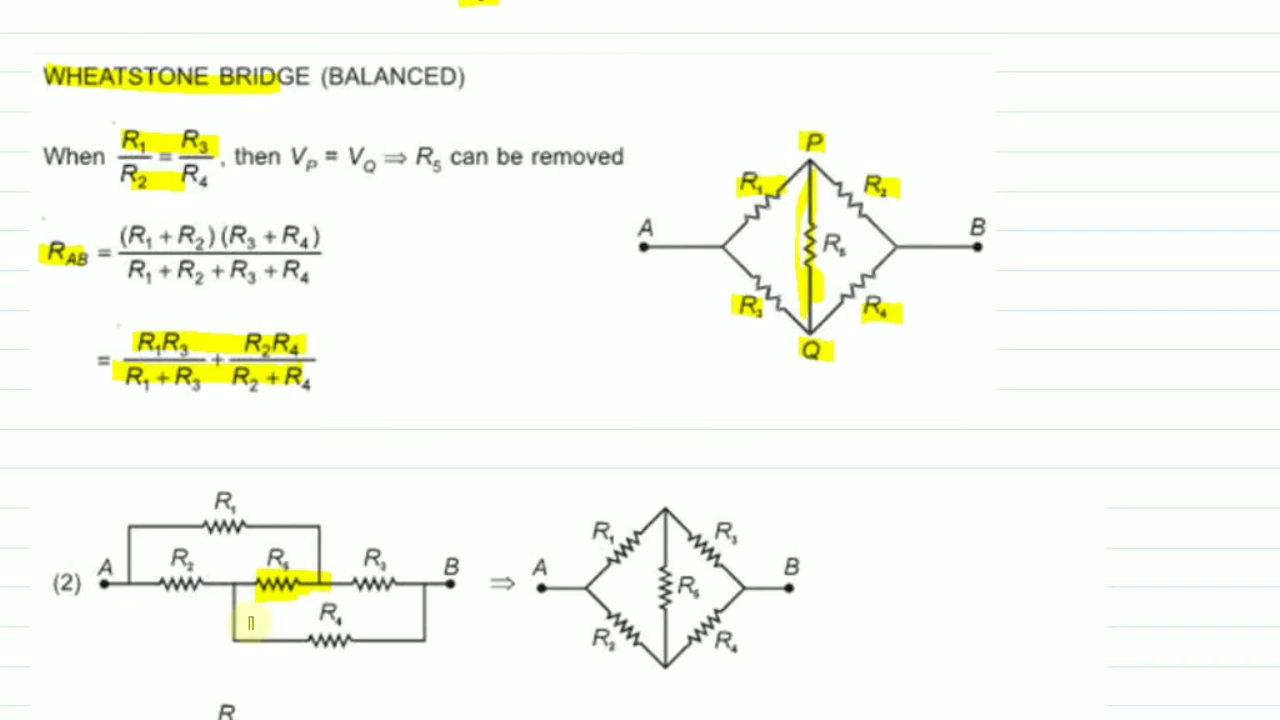 WHEATSTONE BRIDGE (BALANCED)
When R₁/R₂ = R₃/R₄, then V_P = V_Q ⇒ R₅ can be removed
R_AB = (R₁ + R₂) (R₃ + R₄) / R₁ + R₂ + R₃ + R₄
= R₁R₃ / R₁ + R₃ + R₂R₄ / R₂ + R₄
P
R₁ R₂
A R₅ B
R₃ R₄
Q
R₁
A R₂ R₅ R₃ B
(2) ⇒
R₄
R₁ R₃
A R₅ B
R₂ R₄
R